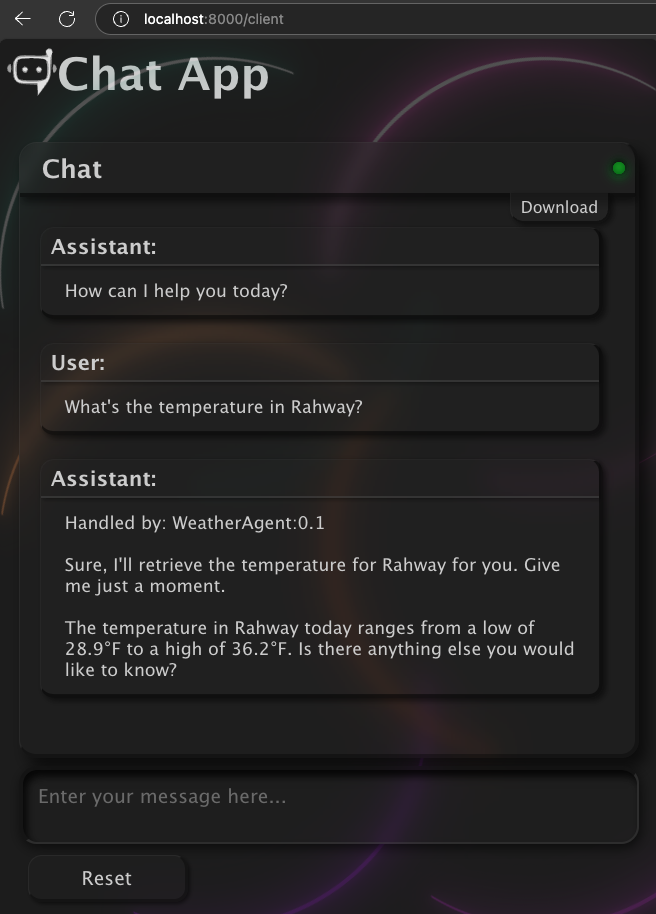 localhost:8000/client
Chat App
Chat
Download
Assistant:
How can I help you today?
User:
What's the temperature in Rahway?
Assistant:
Handled by: WeatherAgent:0.1
Sure, I'll retrieve the temperature for Rahway for you. Give
me just a moment.
The temperature in Rahway today ranges from a low of
28.9°F to a high of 36.2°F. Is there anything else you would
like to know?
Enter your message here...
Reset